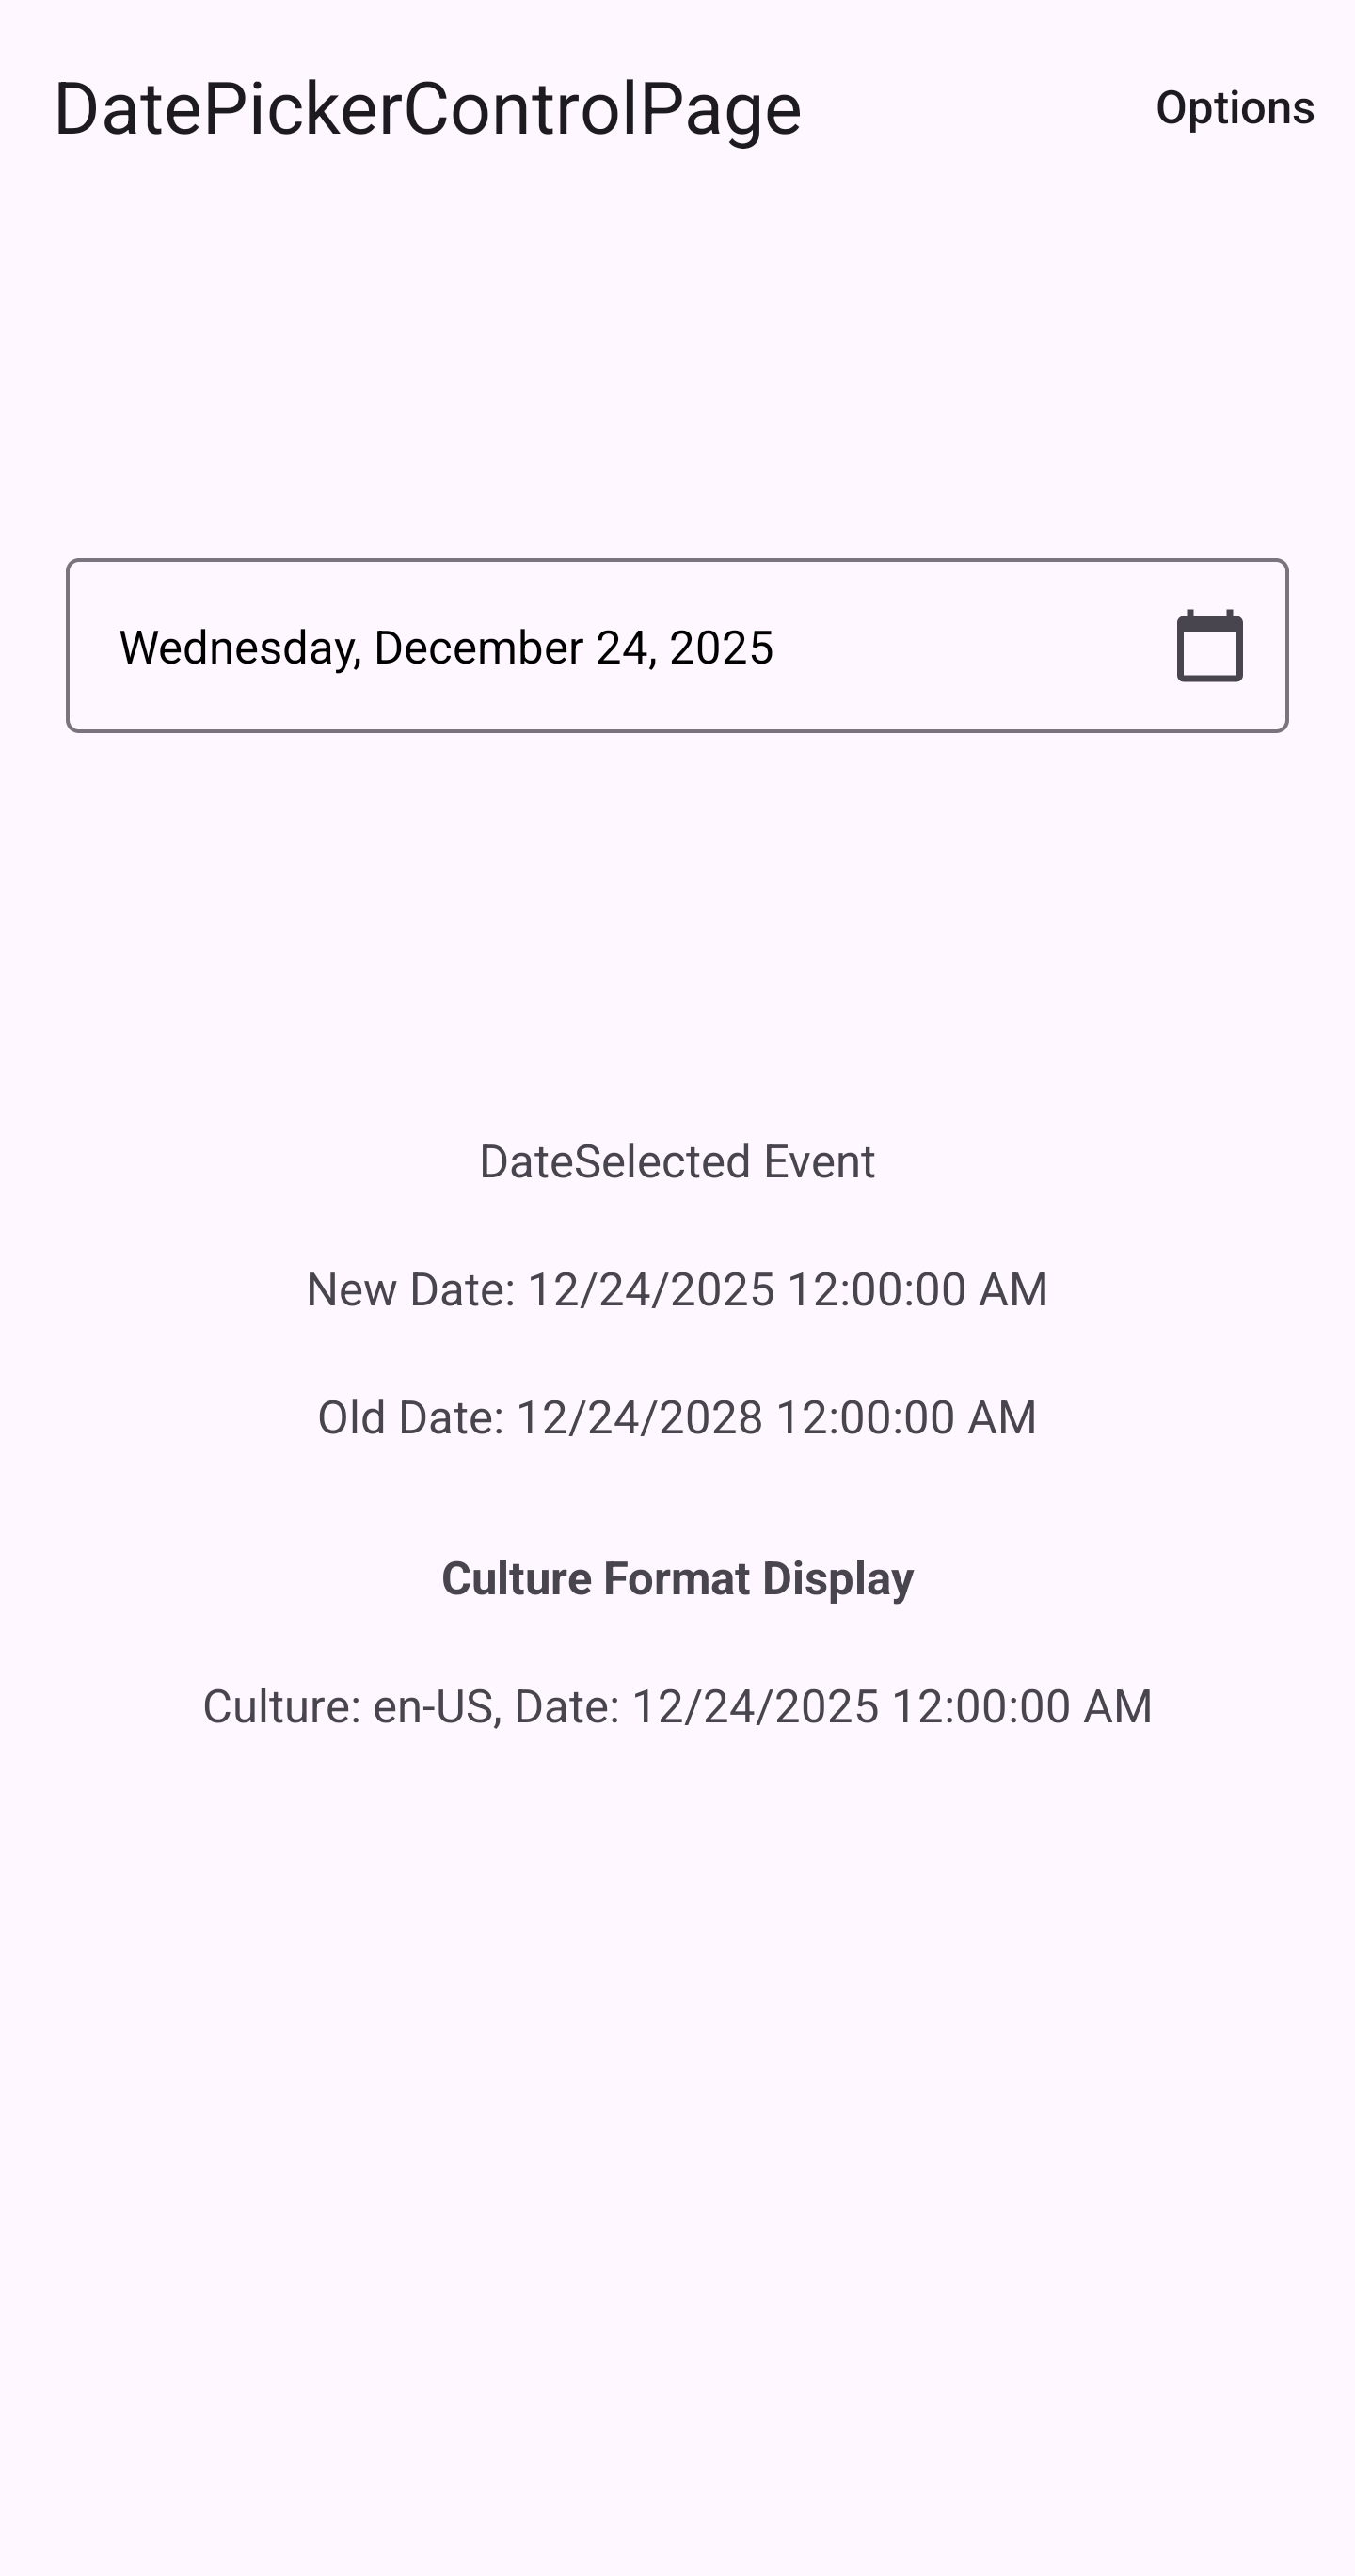 DatePickerControlPage
Options
Wednesday, December 24, 2025
DateSelected Event
New Date: 12/24/2025 12:00:00 AM
Old Date: 12/24/2028 12:00:00 AM
Culture Format Display
Culture: en-US, Date: 12/24/2025 12:00:00 AM